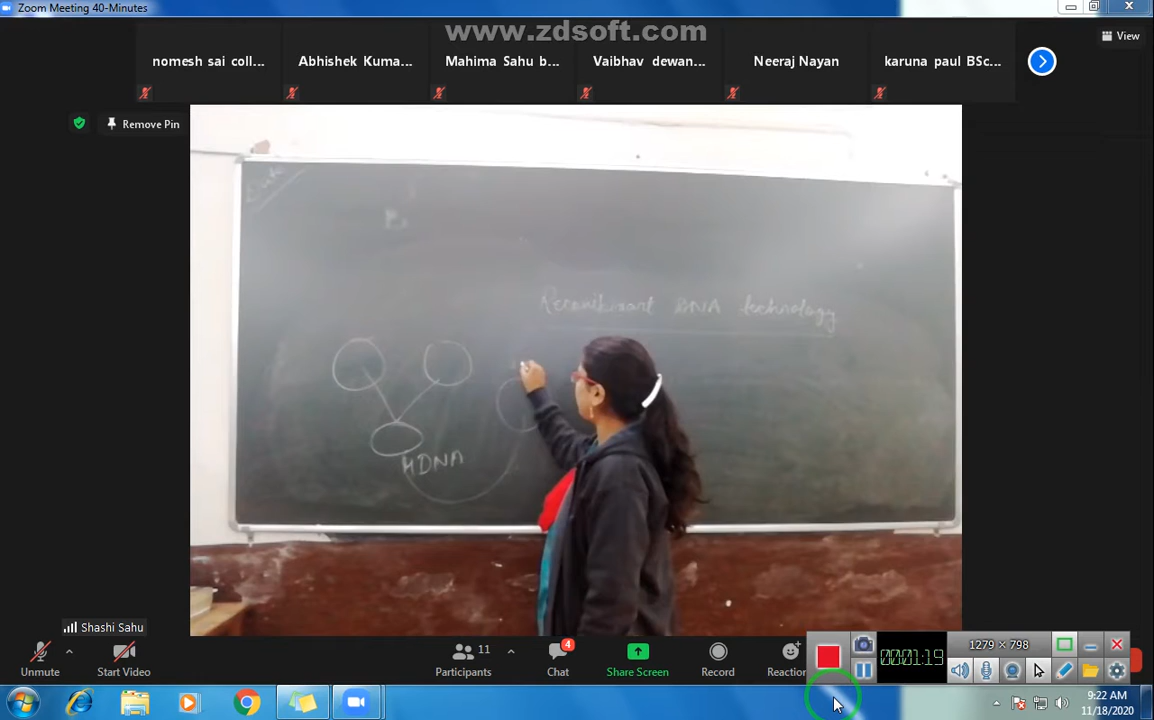 Zoom Meeting 40-Minutes
www.zdsoft.com
View
nomesh sai coll...
Abhishek Kuma...
Mahima Sahu b...
Vaibhav dewan...
Neeraj Nayan
karuna paul BSc...
Remove Pin
Date
Recombinant DNA technology
DNA
Shashi Sahu
Unmute
Start Video
11
Participants
4
Chat
Share Screen
Record
Reaction
00:01:19
1279 × 798
9:22 AM
11/18/2020